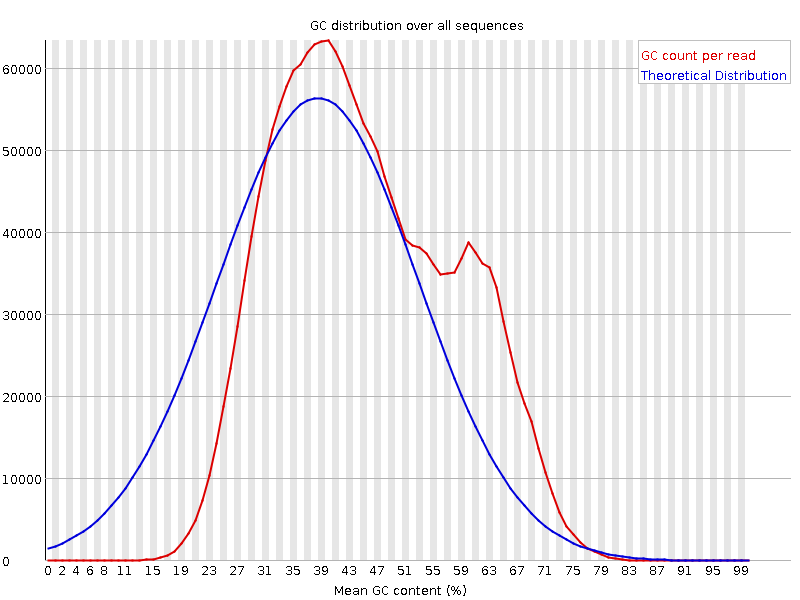 GC distribution over all sequences
GC count per read
Theoretical Distribution
60000
50000
40000
30000
20000
10000
0
0 2 4 6 8 11 15 19 23 27 31 35 39 43 47 51 55 59 63 67 71 75 79 83 87 91 95 99
Mean GC content (%)